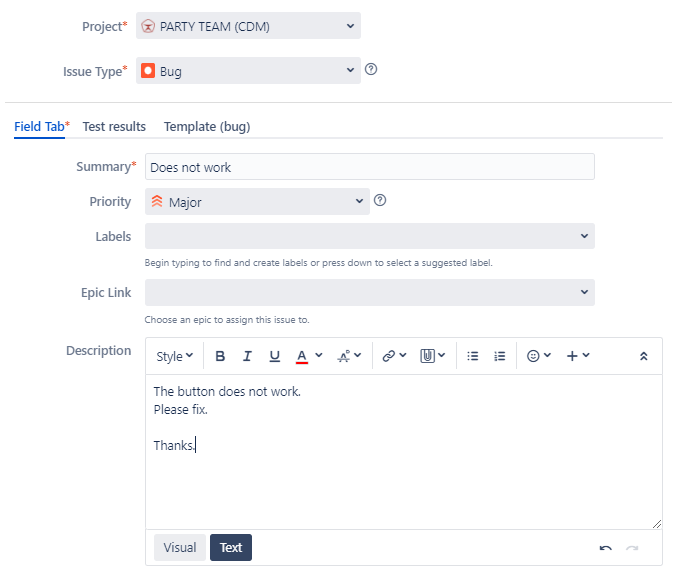 Project*
PARTY TEAM (CDM)
Issue Type*
Bug
Field Tab* Test results Template (bug)
Summary*
Does not work
Priority
Major
Labels
Begin typing to find and create labels or press down to select a suggested label.
Epic Link
Choose an epic to assign this issue to.
Description
Style B I U A
The button does not work.
Please fix.
Thanks.
Visual Text